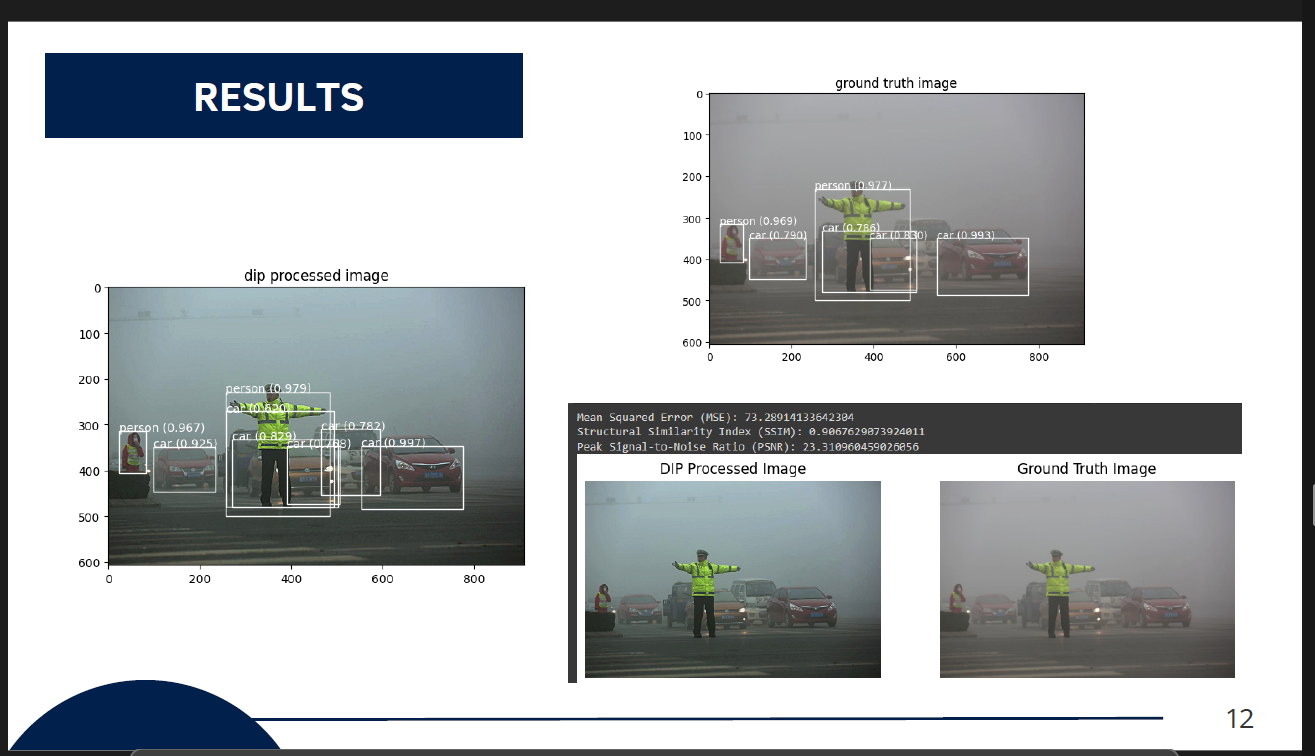 RESULTS
ground truth image
0
100
200
300
400
500
600
0
200
400
600
800
person (0.977)
person (0.969)
car (0.786)
car (0.790)
car (0.830)
car (0.993)
dip processed image
0
100
200
300
400
500
600
0
200
400
600
800
person (0.979)
car (0.620)
person (0.967)
car (0.782)
car (0.829)
car (0.925)
car (0.768)
car (0.997)
Mean Squared Error (MSE): 73.28914133642304
Structural Similarity Index (SSIM): 0.9067629073924011
Peak Signal-to-Noise Ratio (PSNR): 23.310960459026056
DIP Processed Image
Ground Truth Image
12